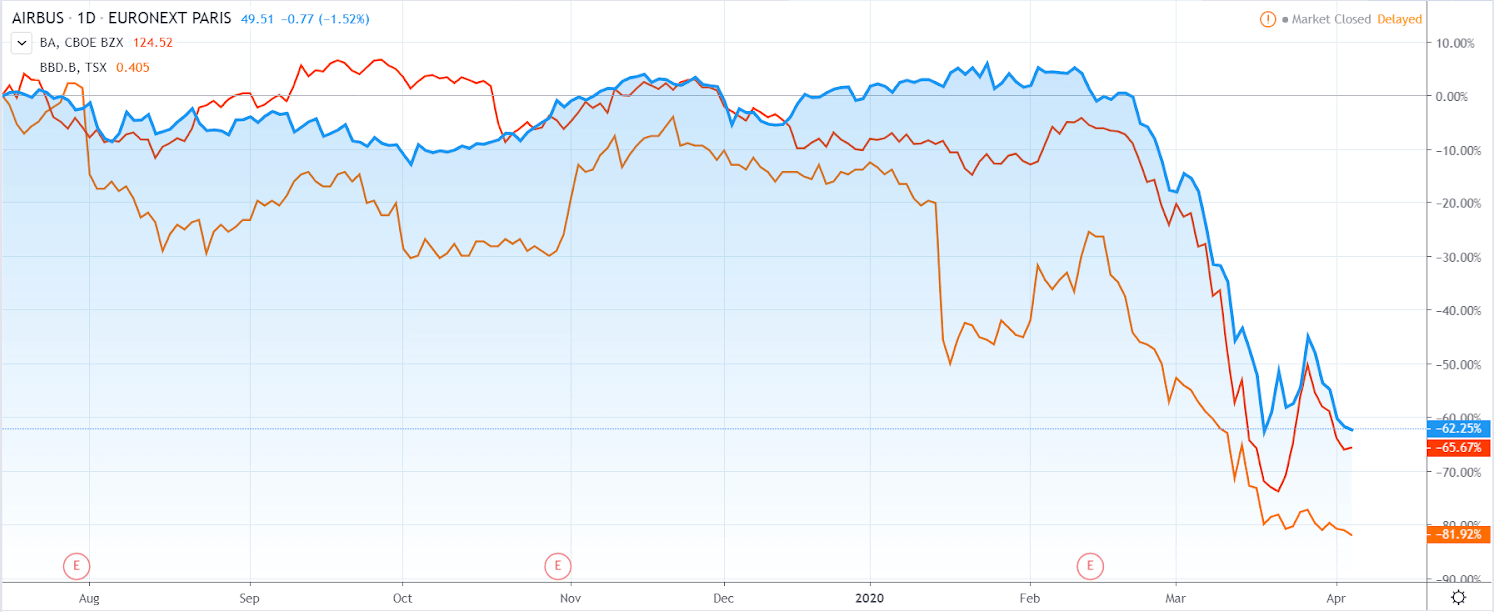 AIRBUS · 1D · EURONEXT PARIS 49.51 −0.77 (−1.52%)
! Market Closed Delayed
BA, CBOE BZX 124.52
BBD.B, TSX 0.405
10.00%
0.00%
−10.00%
−20.00%
−30.00%
−40.00%
−50.00%
−60.00%
−62.25%
−65.67%
−70.00%
−80.00%
−81.92%
−90.00%
E E E
Aug Sep Oct Nov Dec 2020 Feb Mar Apr